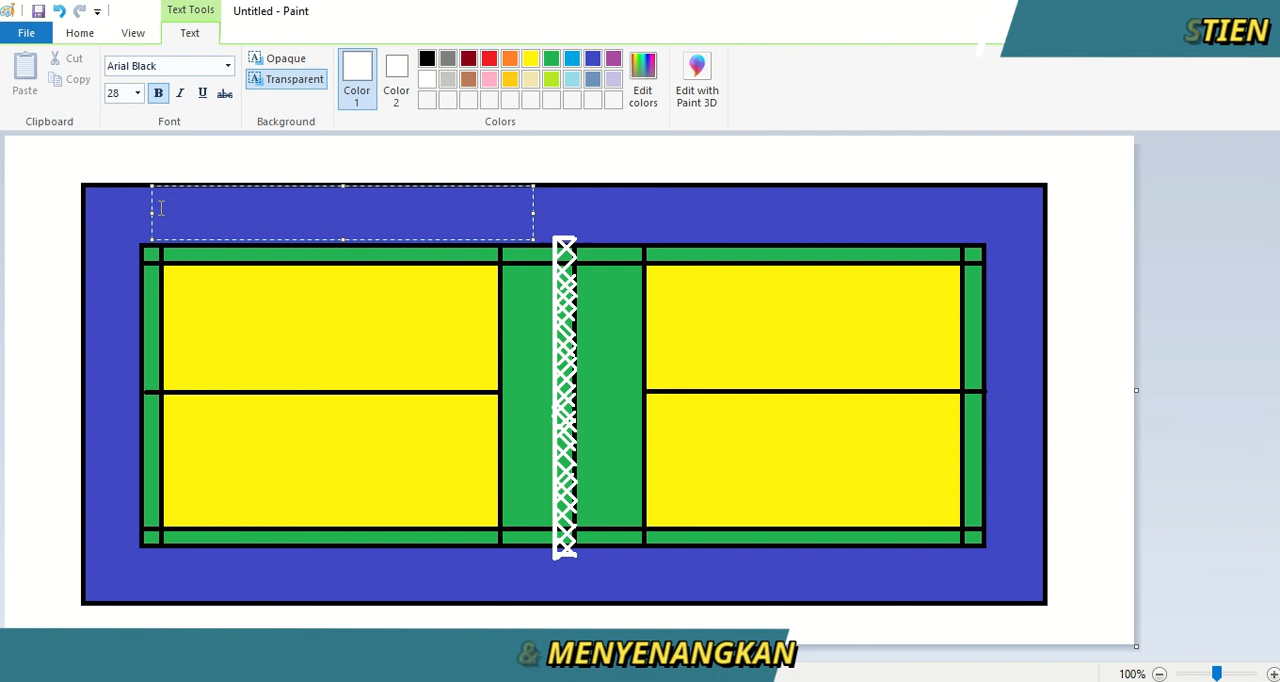 Text Tools
Untitled - Paint
File
Home
View
Text
Paste
Cut
Copy
Clipboard
Arial Black
28
B
I
U
abc
Font
A
Opaque
A
Transparent
Background
Color
1
Color
2
Colors
Edit
colors
Edit with
Paint 3D
STIEN
& MENYENANGKAN
100%